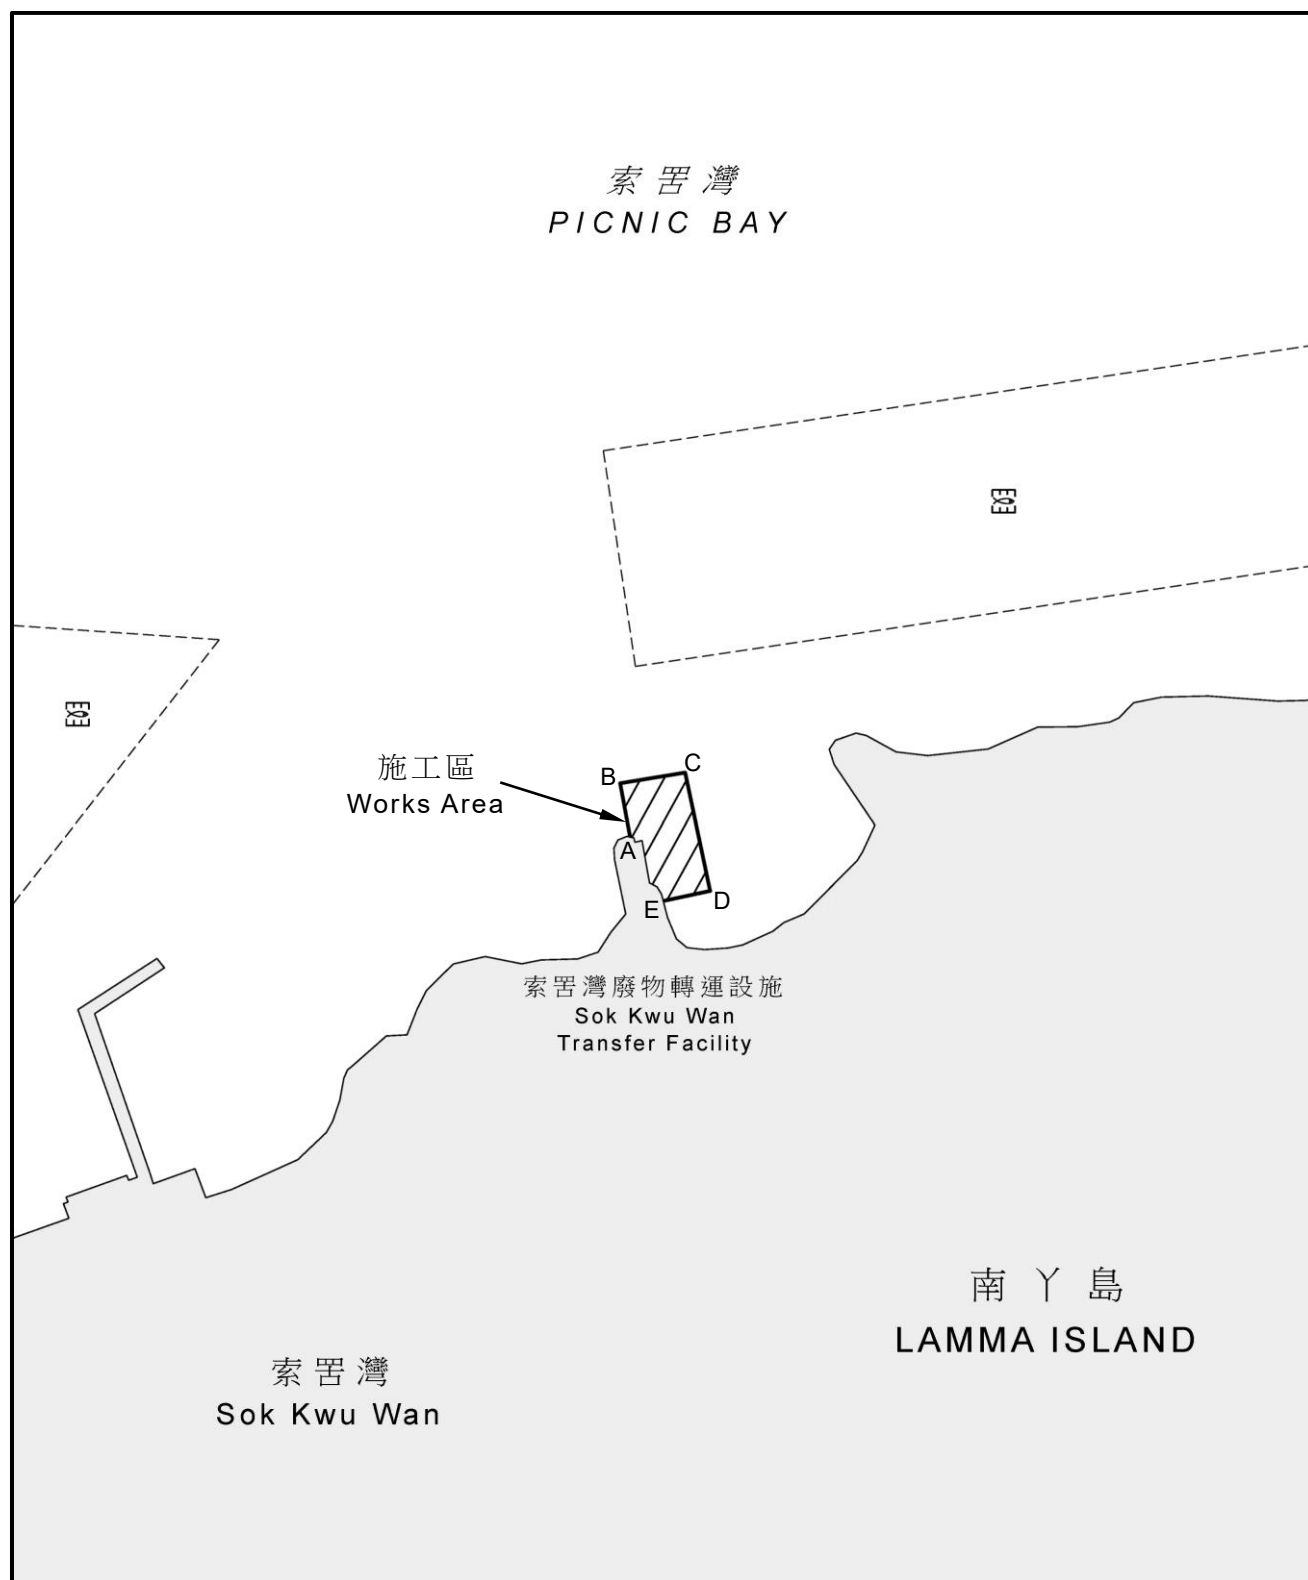 索罟灣
PICNIC BAY
施工區
Works Area
B
C
A
E
D
索罟灣廢物轉運設施
Sok Kwu Wan
Transfer Facility
南丫島
LAMMA ISLAND
索罟灣
Sok Kwu Wan